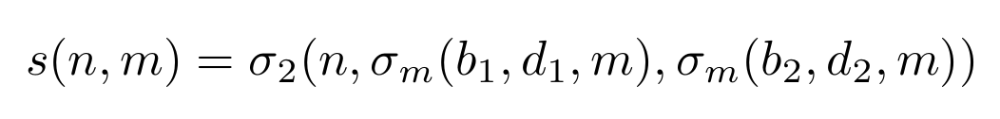 s(n, m) = σ₂(n, σₘ(b₁, d₁, m), σₘ(b₂, d₂, m))